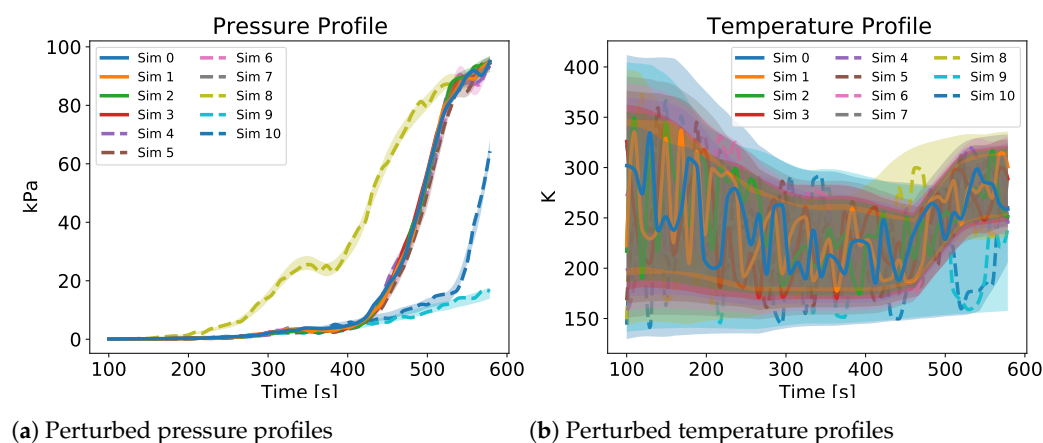 Pressure Profile
kPa
100
80
60
40
20
0
Sim 0
Sim 1
Sim 2
Sim 3
Sim 4
Sim 5
Sim 6
Sim 7
Sim 8
Sim 9
Sim 10
100 200 300 400 500 600
Time [s]
(a) Perturbed pressure profiles
Temperature Profile
K
400
350
300
250
200
150
Sim 0
Sim 1
Sim 2
Sim 3
Sim 4
Sim 5
Sim 6
Sim 7
Sim 8
Sim 9
Sim 10
100 200 300 400 500 600
Time [s]
(b) Perturbed temperature profiles